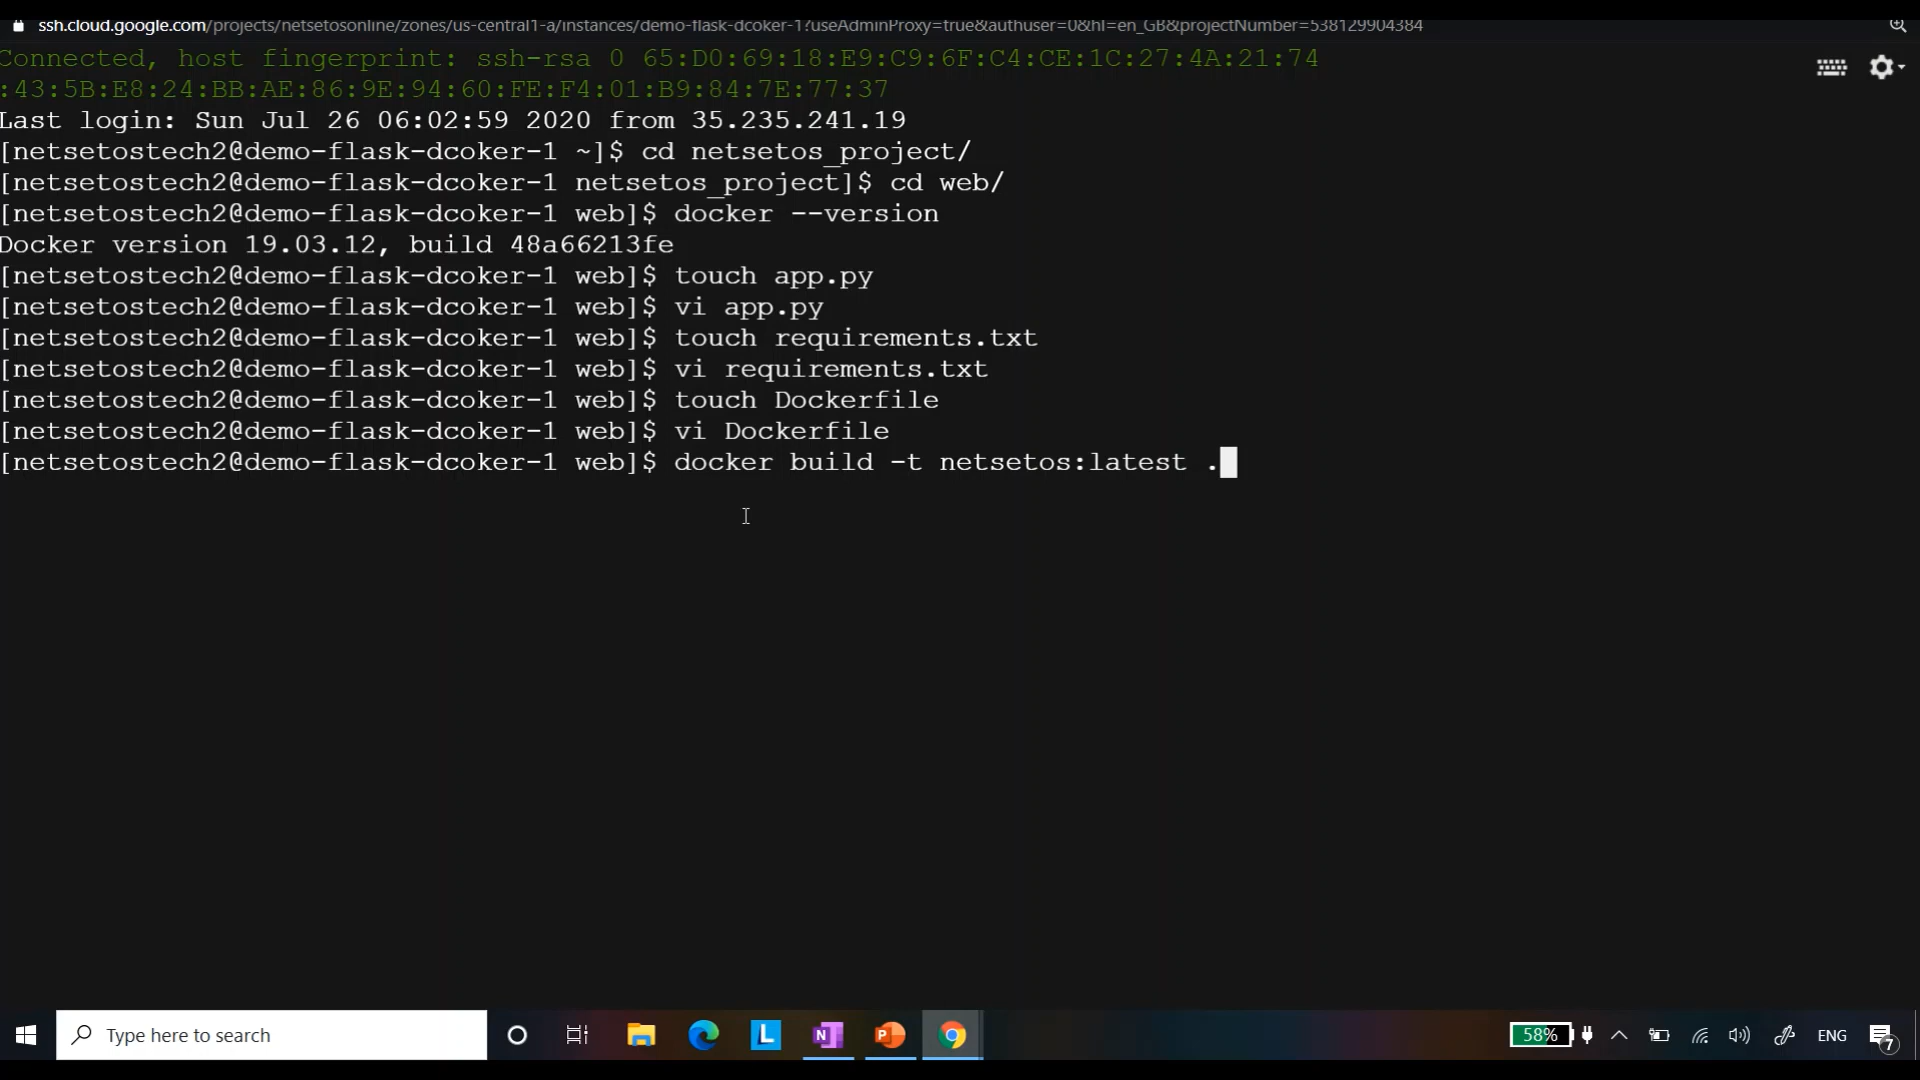 ssh.cloud.google.com/projects/netsetosonline/zones/us-central1-a/instances/demo-flask-dcoker-1?useAdminProxy=true&authuser=0&hl=en_GB&projectNumber=538129904384
Connected, host fingerprint: ssh-rsa 0 65:D0:69:18:E9:C9:6F:C4:CE:1C:27:4A:21:74
:43:5B:E8:24:BB:AE:86:9E:94:60:FE:F4:01:B9:84:7E:77:37
Last login: Sun Jul 26 06:02:59 2020 from 35.235.241.19
[netsetostech2@demo-flask-dcoker-1 ~]$ cd netsetos_project/
[netsetostech2@demo-flask-dcoker-1 netsetos_project]$ cd web/
[netsetostech2@demo-flask-dcoker-1 web]$ docker --version
Docker version 19.03.12, build 48a66213fe
[netsetostech2@demo-flask-dcoker-1 web]$ touch app.py
[netsetostech2@demo-flask-dcoker-1 web]$ vi app.py
[netsetostech2@demo-flask-dcoker-1 web]$ touch requirements.txt
[netsetostech2@demo-flask-dcoker-1 web]$ vi requirements.txt
[netsetostech2@demo-flask-dcoker-1 web]$ touch Dockerfile
[netsetostech2@demo-flask-dcoker-1 web]$ vi Dockerfile
[netsetostech2@demo-flask-dcoker-1 web]$ docker build -t netsetos:latest .
Type here to search
L
N
P
58%
ENG
7